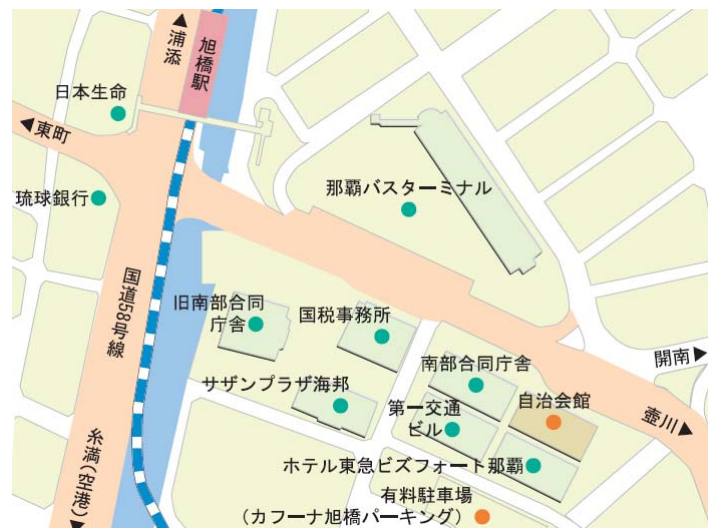 ▲浦添
旭橋駅
日本生命
◀東町
琉球銀行
那覇バスターミナル
国道58号線
旧南部合同
庁舎
国税事務所
開南▶
南部合同庁舎
自治会館
サザンプラザ海邦
第一交通
ビル
壺川▶
ホテル東急ビズフォート那覇
糸満(空港)▼
有料駐車場
(カフーナ旭橋パーキング)